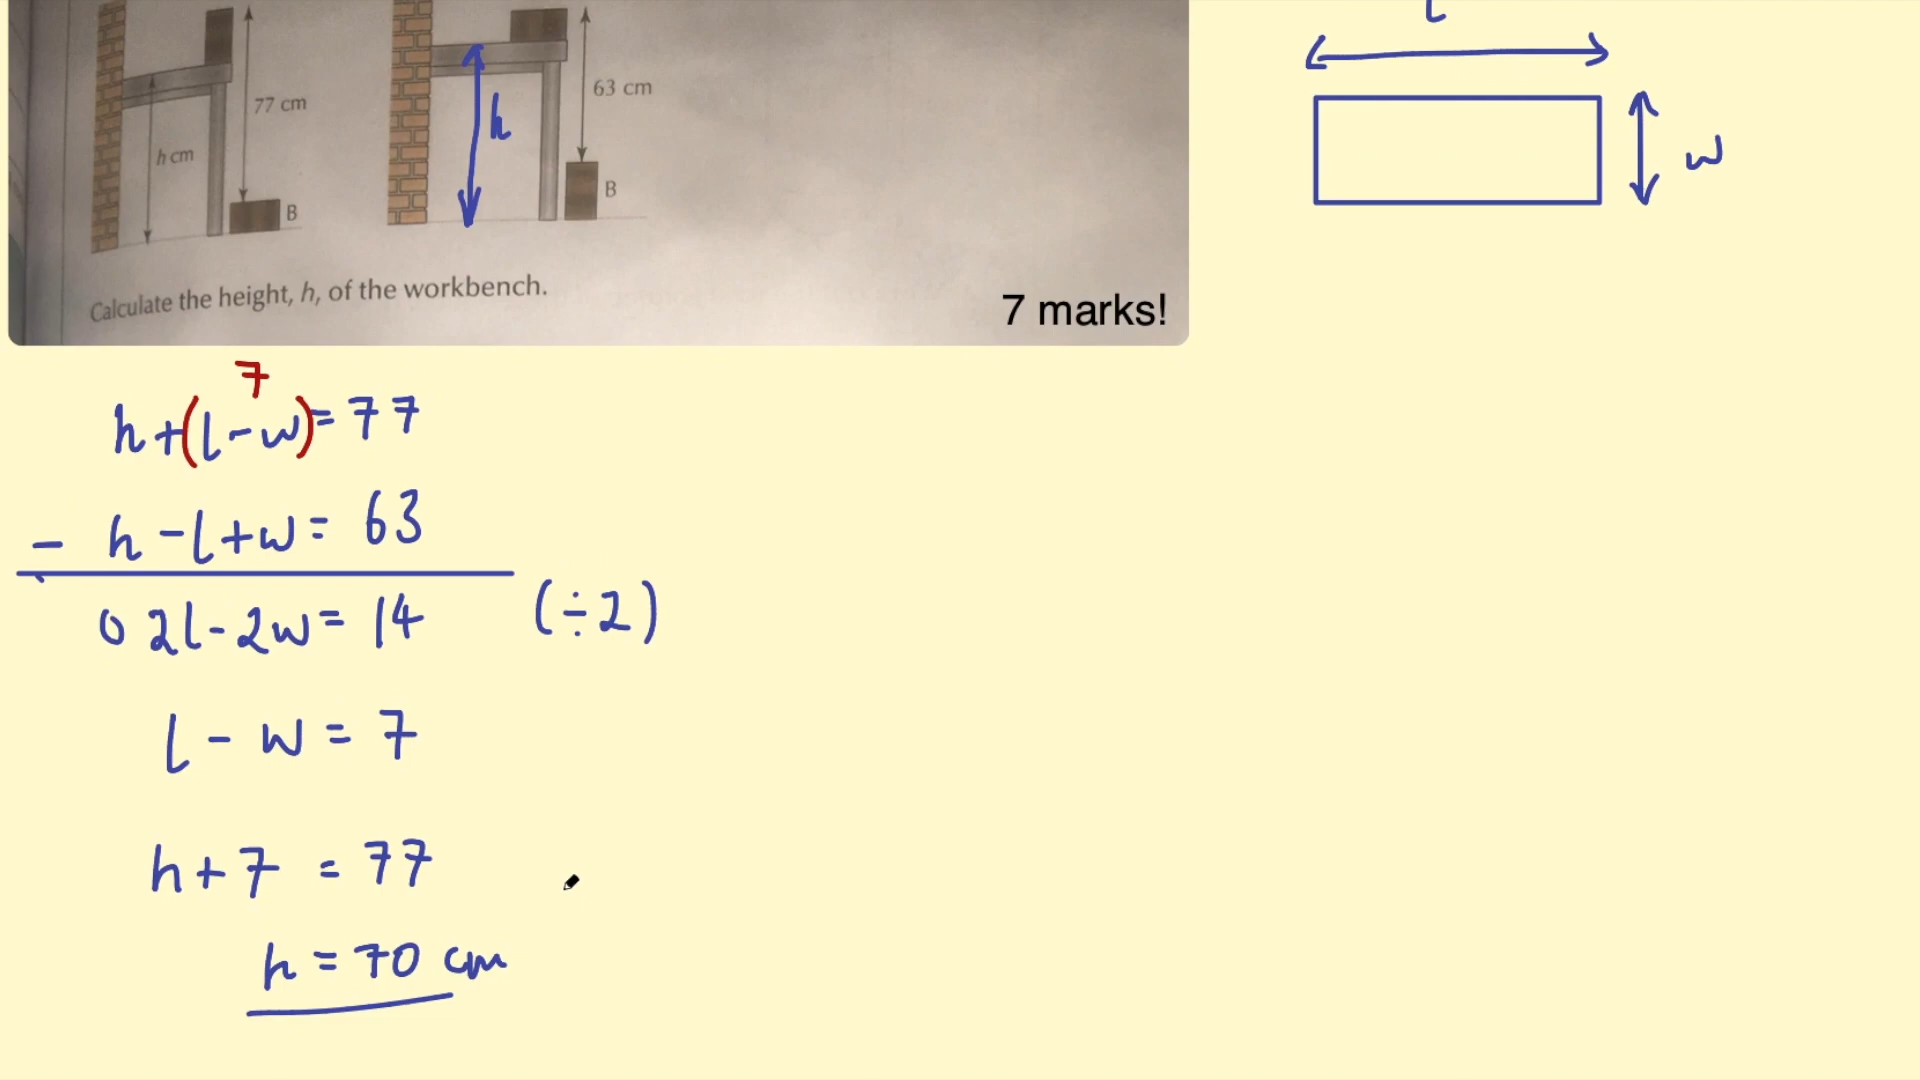 l
77 cm
h cm
B
63 cm
h
B
w
Calculate the height, h, of the workbench.
7 marks!
7
h+(l-w)=77
- h-l+w= 63
0 2l-2w= 14 (÷2)
l - w = 7
h+7 = 77
h = 70 cm